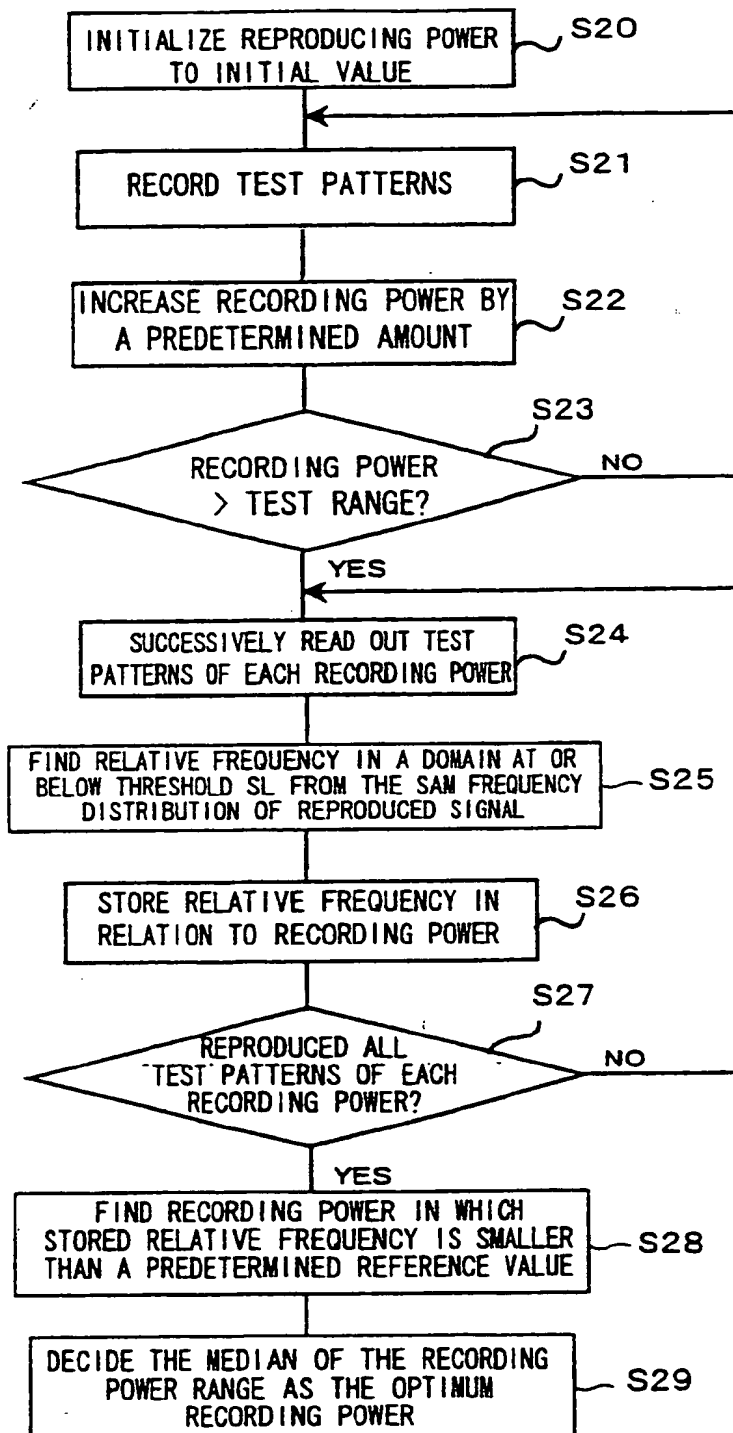 INITIALIZE REPRODUCING POWER
TO INITIAL VALUE
S20
RECORD TEST PATTERNS
S21
INCREASE RECORDING POWER BY
A PREDETERMINED AMOUNT
S22
S23
RECORDING POWER
> TEST RANGE?
NO
YES
SUCCESSIVELY READ OUT TEST
PATTERNS OF EACH RECORDING POWER
S24
FIND RELATIVE FREQUENCY IN A DOMAIN AT OR
BELOW THRESHOLD SL FROM THE SAM FREQUENCY
DISTRIBUTION OF REPRODUCED SIGNAL
S25
STORE RELATIVE FREQUENCY IN
RELATION TO RECORDING POWER
S26
S27
REPRODUCED ALL
TEST PATTERNS OF EACH
RECORDING POWER?
NO
YES
FIND RECORDING POWER IN WHICH
STORED RELATIVE FREQUENCY IS SMALLER
THAN A PREDETERMINED REFERENCE VALUE
S28
DECIDE THE MEDIAN OF THE RECORDING
POWER RANGE AS THE OPTIMUM
RECORDING POWER
S29